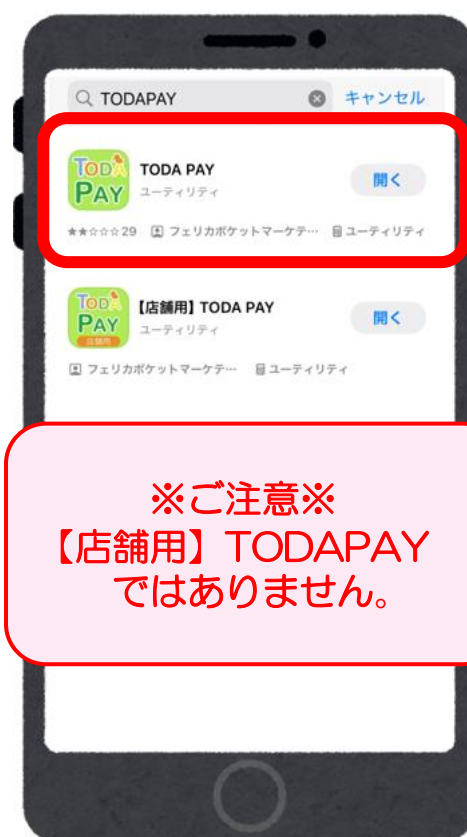 TODAPAY
キャンセル
TODA
PAY
TODA PAY
ユーティリティ
開く
★★☆☆☆29 フェリカポケットマーケテ… ユーティリティ
TODA
PAY
店舗用
【店舗用】TODA PAY
ユーティリティ
開く
フェリカポケットマーケテ… ユーティリティ
※ご注意※
【店舗用】TODAPAY
ではありません。